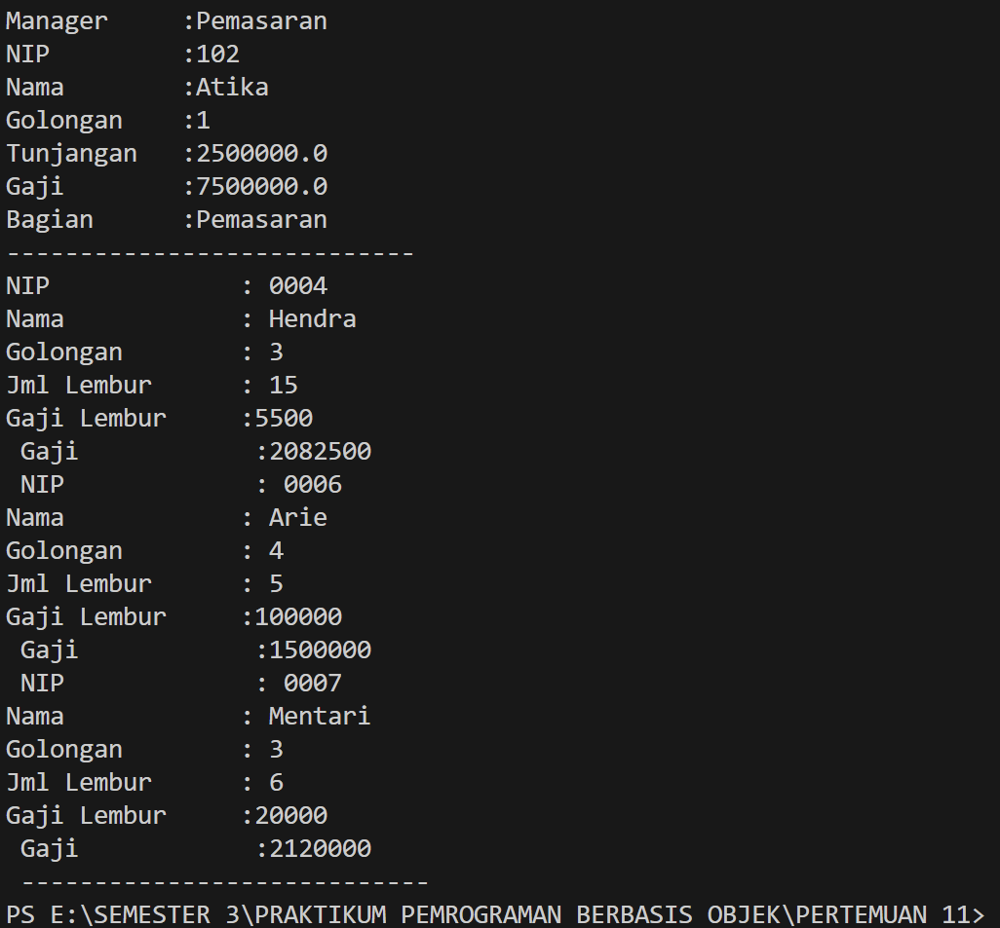 Manager     :Pemasaran
NIP         :102
Nama        :Atika
Golongan    :1
Tunjangan   :2500000.0
Gaji        :7500000.0
Bagian      :Pemasaran
----------------------------
NIP             : 0004
Nama            : Hendra
Golongan        : 3
Jml Lembur      : 15
Gaji Lembur     :5500
 Gaji            :2082500
 NIP             : 0006
Nama            : Arie
Golongan        : 4
Jml Lembur      : 5
Gaji Lembur     :100000
 Gaji            :1500000
 NIP             : 0007
Nama            : Mentari
Golongan        : 3
Jml Lembur      : 6
Gaji Lembur     :20000
 Gaji            :2120000
 ----------------------------
PS E:\SEMESTER 3\PRAKTIKUM PEMROGRAMAN BERBASIS OBJEK\PERTEMUAN 11>